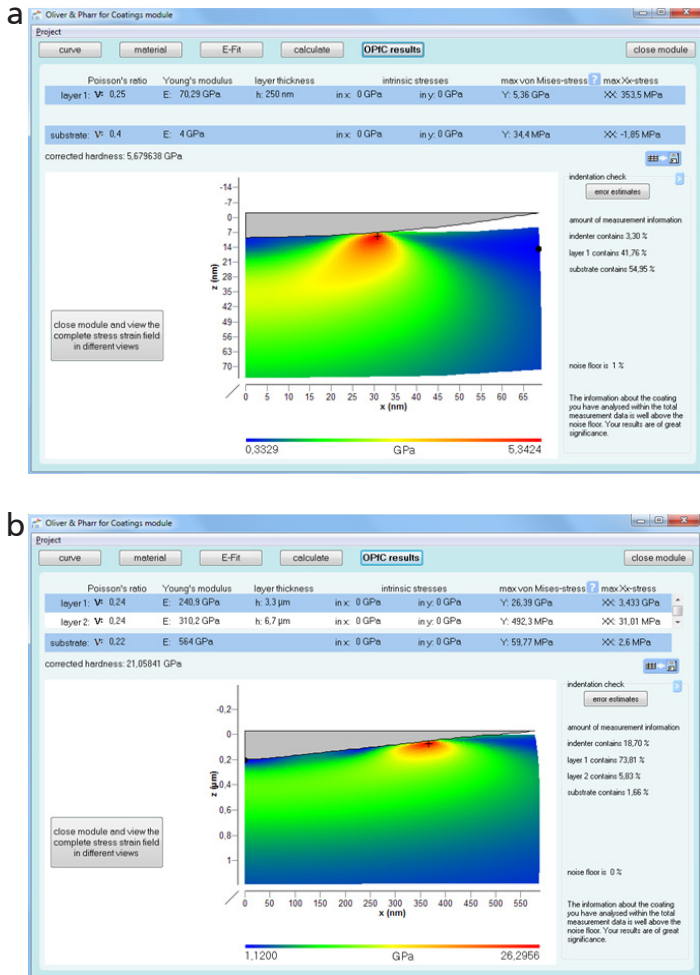 a
Oliver & Pharr for Coatings module
Project
curve material E-Fit calculate OPfC results close module
Poisson's ratio Young's modulus layer thickness intrinsic stresses max von Mises-stress ? max Xx-stress
layer 1: V: 0,25 E: 70,29 GPa h: 250 nm in x: 0 GPa in y: 0 GPa Y: 5,36 GPa XX: 353,5 MPa
substrate: V: 0,4 E: 4 GPa in x: 0 GPa in y: 0 GPa Y: 34,4 MPa XX: -1,85 MPa
corrected hardness: 5,679638 GPa
indentation check
error estimates
amount of measurement information
indenter contains 3,30 %
layer 1 contains 41,76 %
substrate contains 54,95 %
noise floor is 1 %
The information about the coating
you have analysed within the total
measurement data is well above the
noise floor. Your results are of great
significance.
close module and view the
complete stress strain field
in different views
z (nm)
-14
-7
0
7
14
21
28
35
42
49
56
63
70
0 5 10 15 20 25 30 35 40 45 50 55 60 65
x (nm)
0,3329 GPa 5,3424
b
Oliver & Pharr for Coatings module
Project
curve material E-Fit calculate OPfC results close module
Poisson's ratio Young's modulus layer thickness intrinsic stresses max von Mises-stress ? max Xx-stress
layer 1: V: 0,24 E: 240,9 GPa h: 3,3 µm in x: 0 GPa in y: 0 GPa Y: 26,39 GPa XX: 3,433 GPa
layer 2: V: 0,24 E: 310,2 GPa h: 6,7 µm in x: 0 GPa in y: 0 GPa Y: 492,3 MPa XX: 31,01 MPa
substrate: V: 0,22 E: 564 GPa in x: 0 GPa in y: 0 GPa Y: 59,77 MPa XX: 2,6 MPa
corrected hardness: 21,05841 GPa
indentation check
error estimates
amount of measurement information
indenter contains 18,70 %
layer 1 contains 73,81 %
layer 2 contains 5,83 %
substrate contains 1,66 %
noise floor is 0 %
The information about the coating
you have analysed within the total
measurement data is well above the
noise floor. Your results are of great
significance.
close module and view the
complete stress strain field
in different views
z (µm)
-0,2
0
0,2
0,4
0,6
0,8
1
0 50 100 150 200 250 300 350 400 450 500 550
x (nm)
1,1200 GPa 26,2956